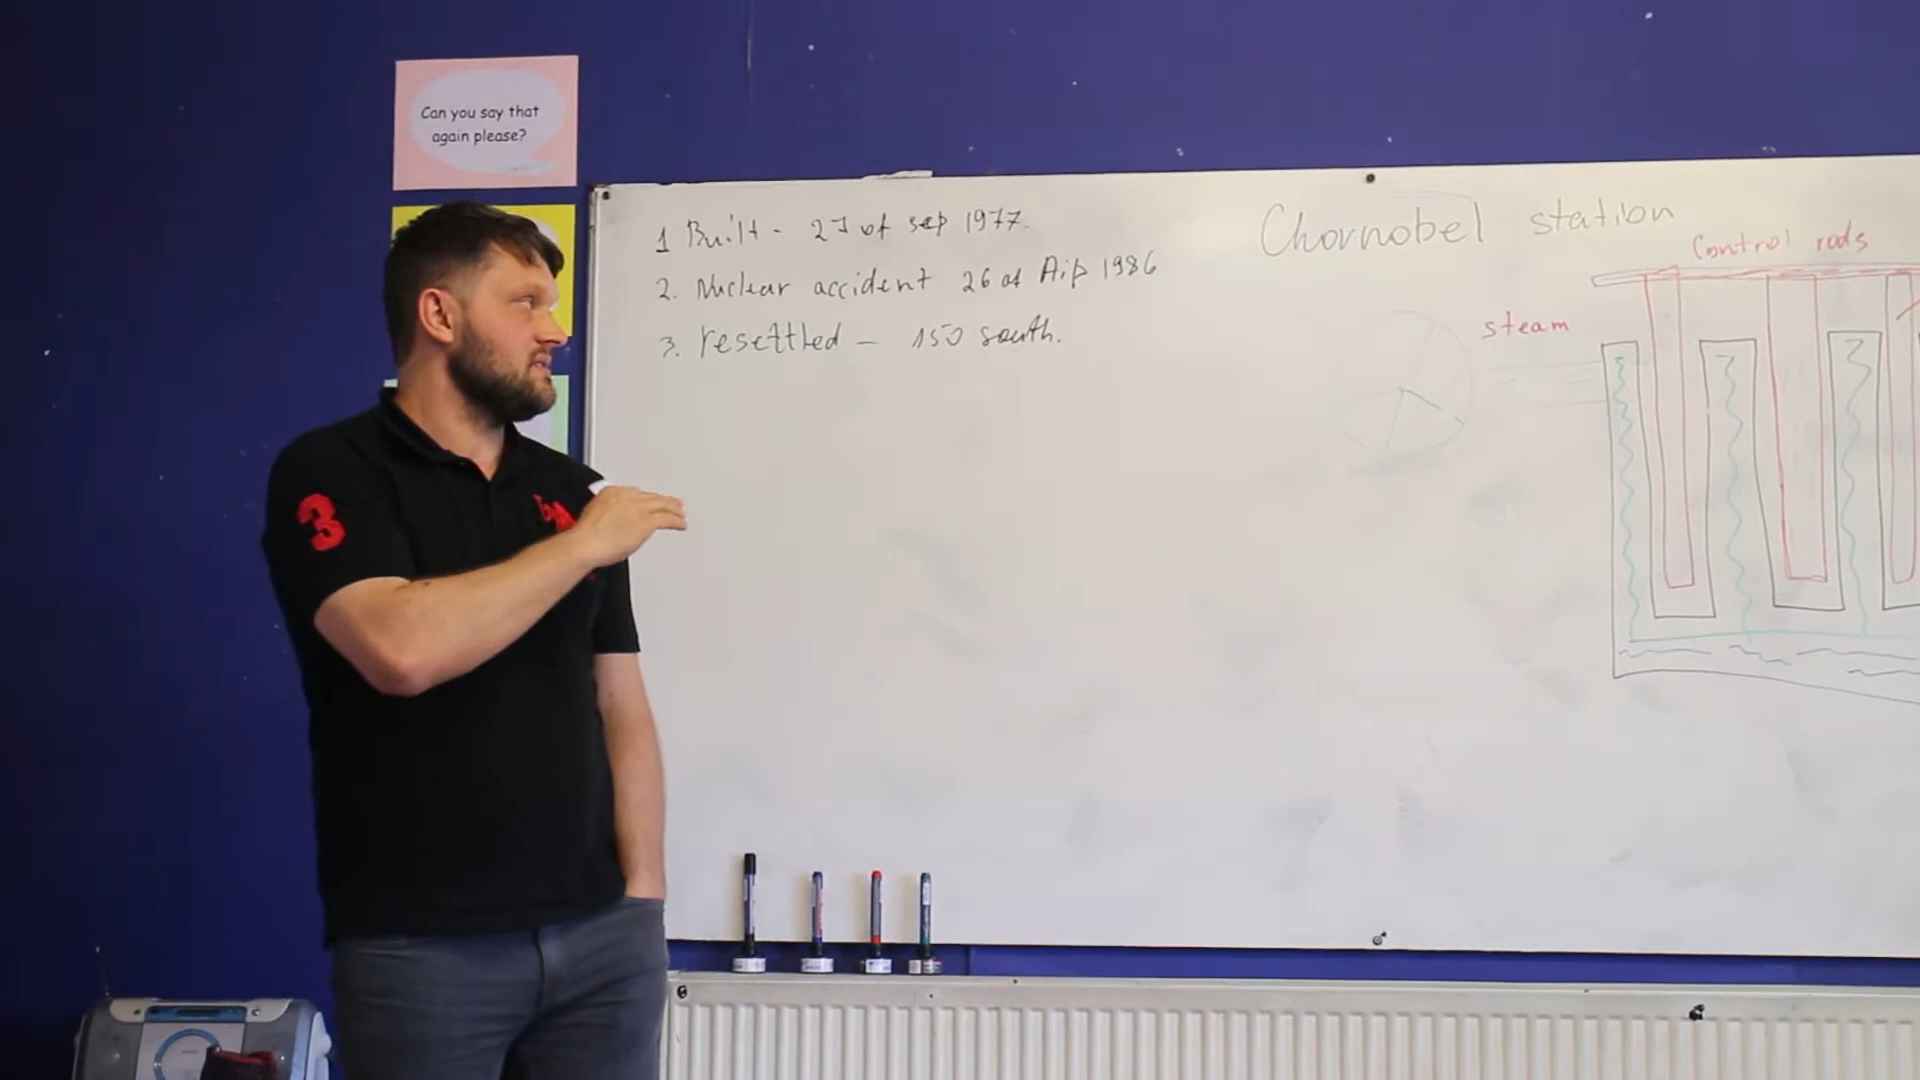 Can you say that
again please?
1 Built - 27 of sep 1977.
2. Nuclear accident 26 of Aip 1986
3. resettled - 150 south.
Chornobel station
Control rods
steam
3